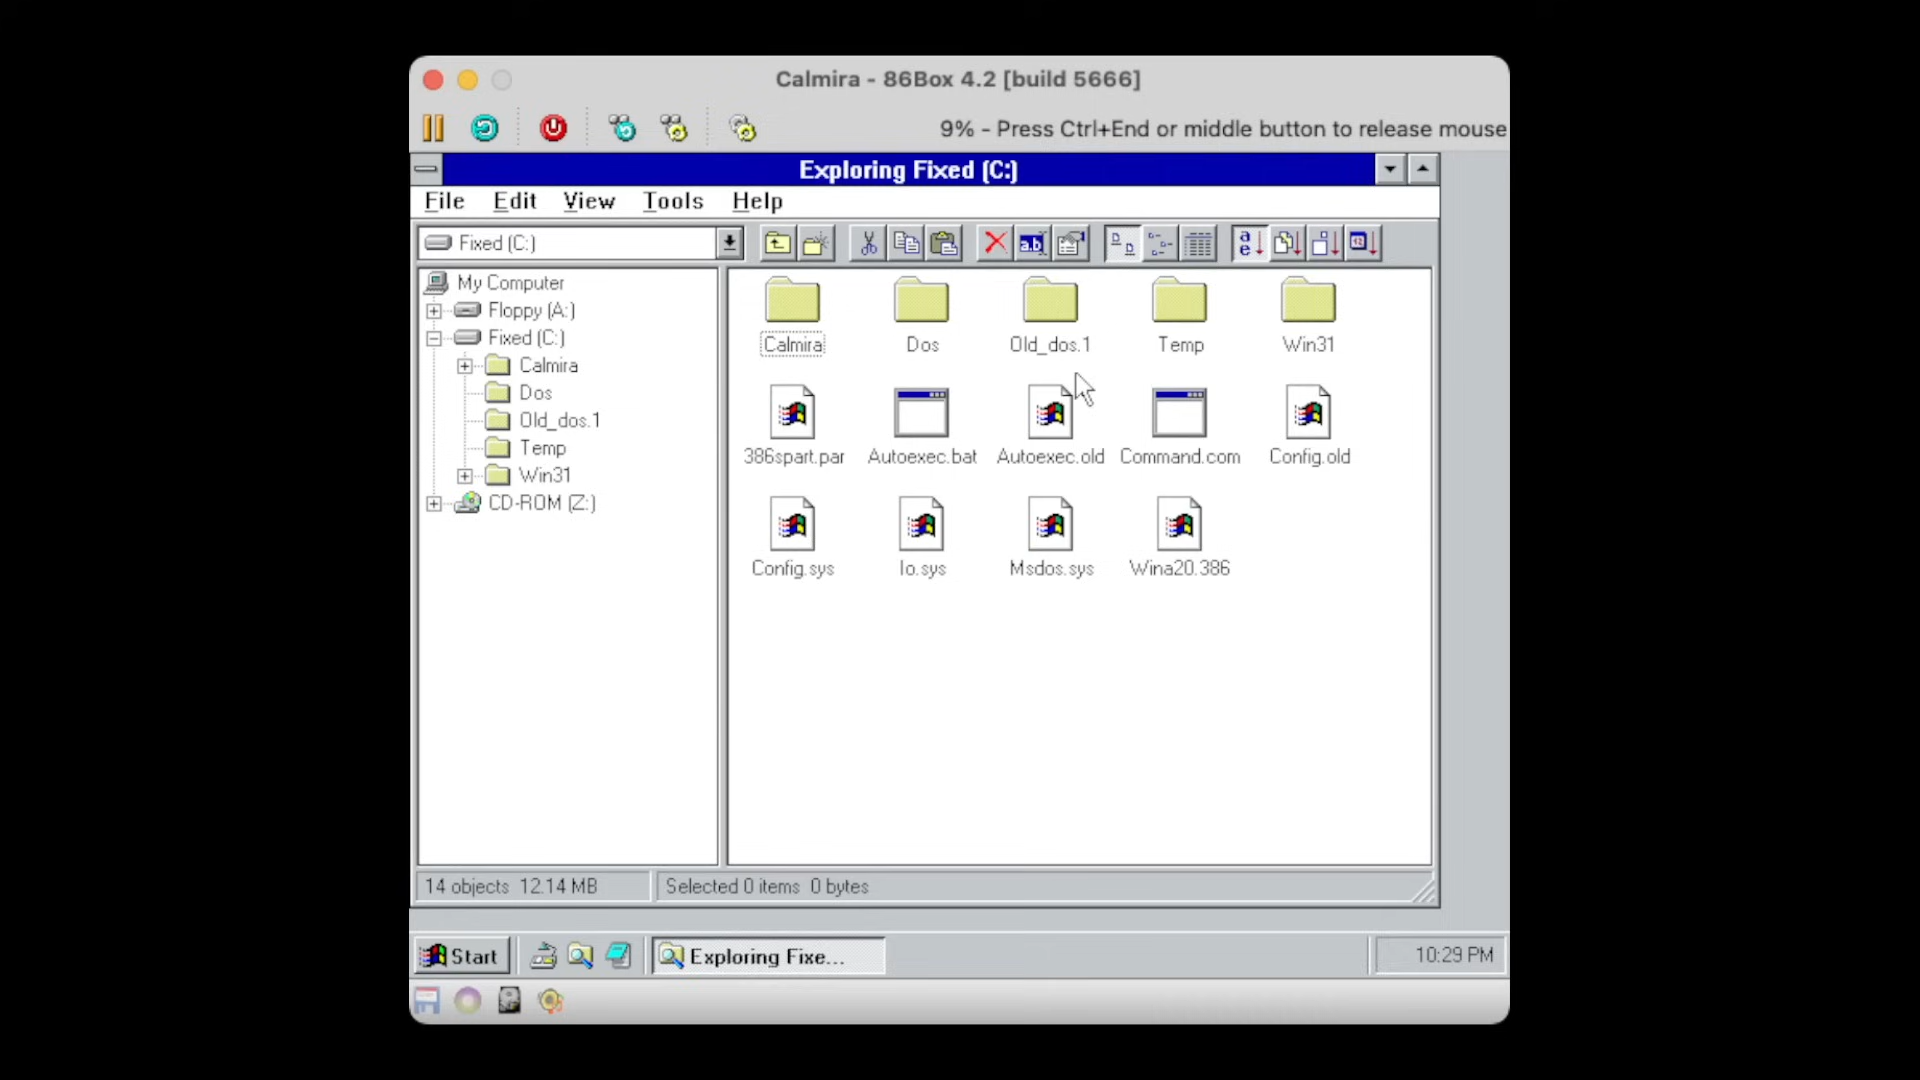 Calmira - 86Box 4.2 [build 5666]
9% - Press Ctrl+End or middle button to release mouse
Exploring Fixed (C:)
File Edit View Tools Help
Fixed (C:)
My Computer
Floppy (A:)
Fixed (C:)
Calmira
Dos
Old_dos.1
Temp
Win31
CD-ROM (Z:)
Calmira Dos Old_dos.1 Temp Win31
386spart.par Autoexec.bat Autoexec.old Command.com Config.old
Config.sys Io.sys Msdos.sys Wina20.386
14 objects 12.14 MB Selected 0 items 0 bytes
Start Exploring Fixe... 10:29 PM